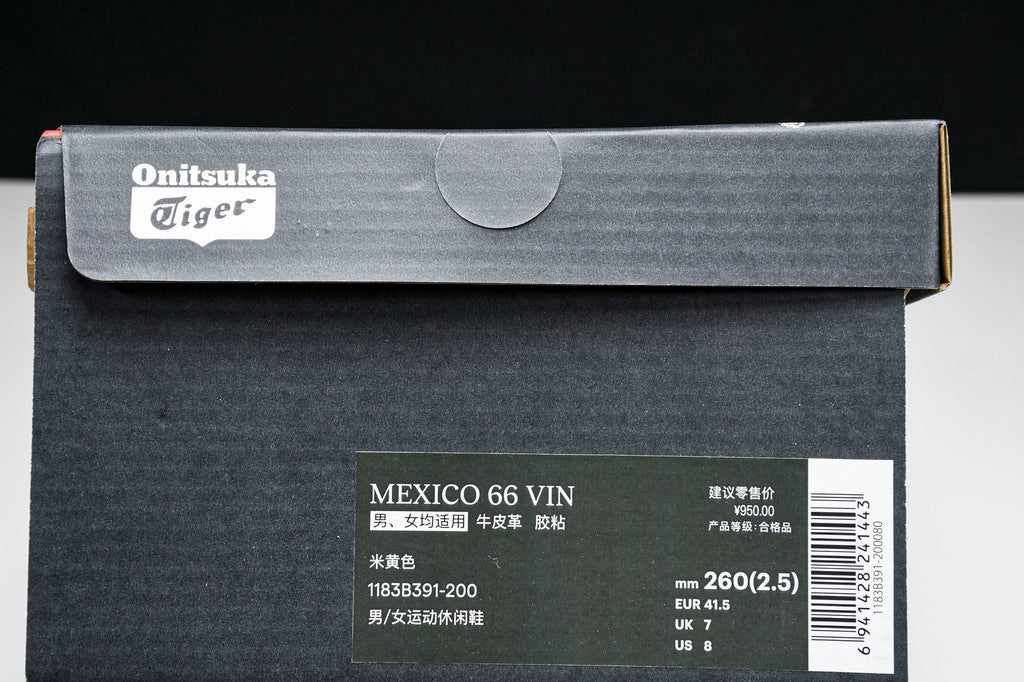 Onitsuka
Tiger
MEXICO 66 VIN
男、女均适用 牛皮革 胶粘
米黄色
1183B391-200
男/女运动休闲鞋
建议零售价
¥950.00
产品等级:合格品
mm 260(2.5)
EUR 41.5
UK 7
US 8
6 941428 241443
1183B391-200080